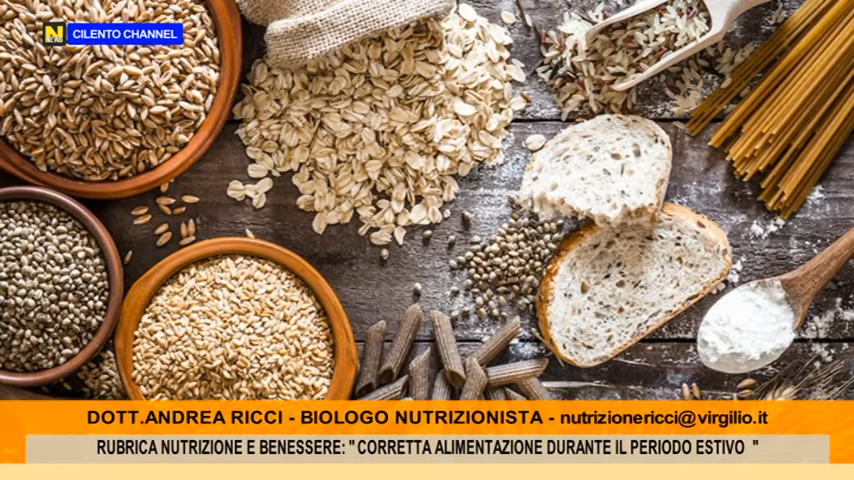 CILENTO CHANNEL
DOTT.ANDREA RICCI - BIOLOGO NUTRIZIONISTA - nutrizionericci@virgilio.it
RUBRICA NUTRIZIONE E BENESSERE: " CORRETTA ALIMENTAZIONE DURANTE IL PERIODO ESTIVO "